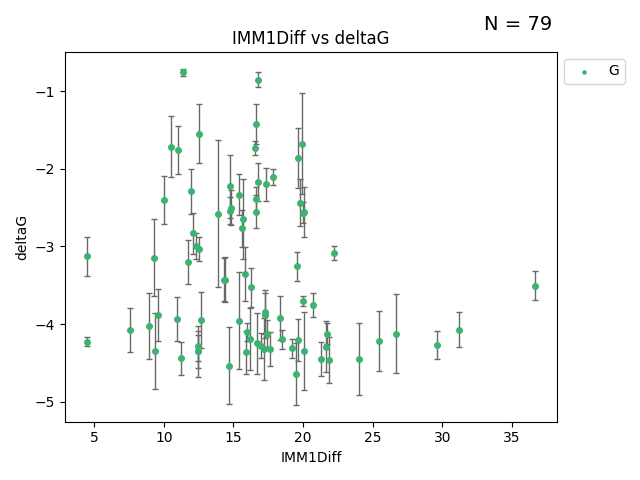 N = 79
IMM1Diff vs deltaG
G
deltaG
−1
−2
−3
−4
−5
5 10 15 20 25 30 35
IMM1Diff